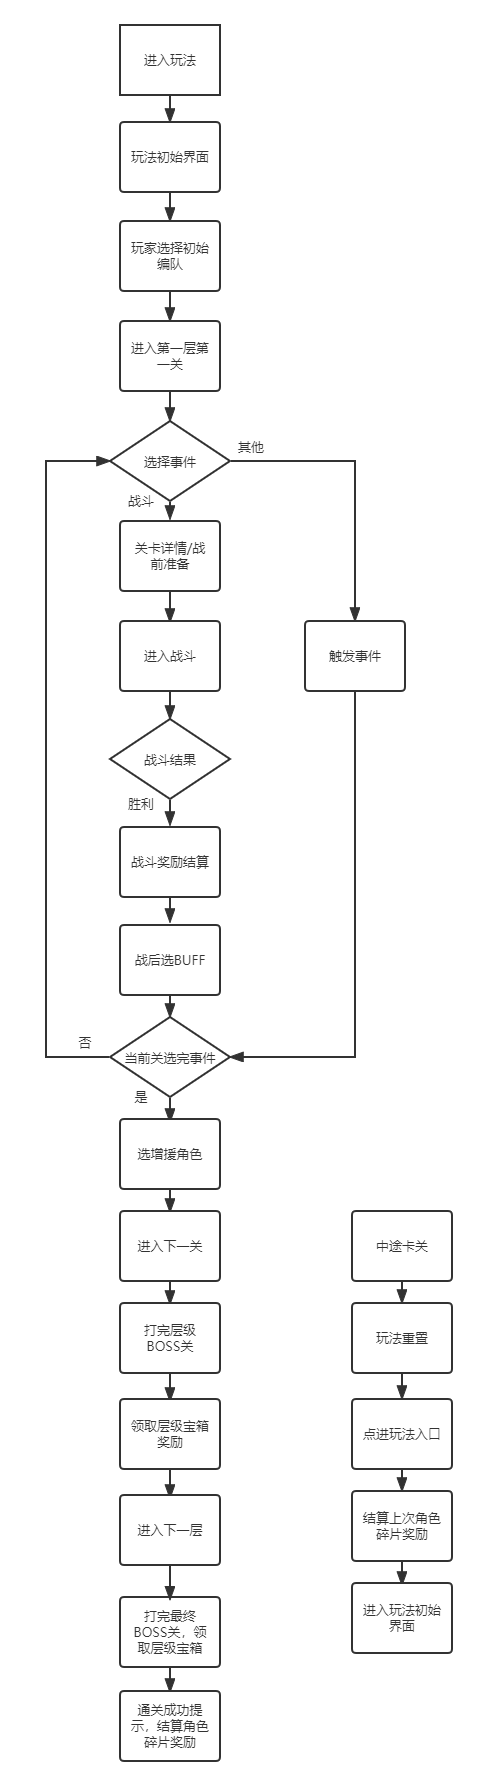 进入玩法
玩法初始界面
玩家选择初始
编队
进入第一层第
一关
选择事件
其他
战斗
关卡详情/战
前准备
进入战斗
触发事件
战斗结果
胜利
战斗奖励结算
战后选BUFF
否
当前关选完事件
是
选增援角色
进入下一关
打完层级
BOSS关
领取层级宝箱
奖励
进入下一层
打完最终
BOSS关，领
取层级宝箱
通关成功提
示，结算角色
碎片奖励
中途卡关
玩法重置
点进玩法入口
结算上次角色
碎片奖励
进入玩法初始
界面